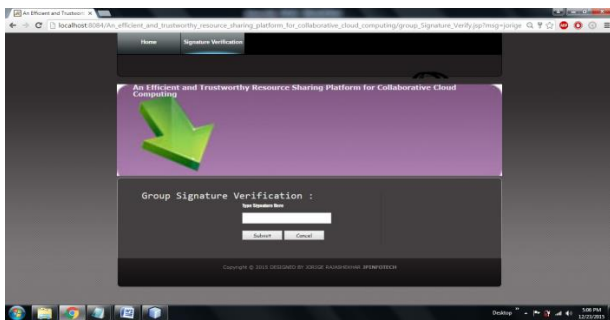 An Efficient and Trustwort
localhost:8084/An_efficient_and_trustworthy_resource_sharing_platform_for_collaborative_cloud_computing/group_Signature_Verify.jsp?msg=jorige
Home Signature Verification
An Efficient and Trustworthy Resource Sharing Platform for Collaborative Cloud
Computing
Group Signature Verification :
Type Signature Here
Submit Cancel
Copyright © 2015 DESIGNED BY JORIGE RAJASHEKHAR JPINFOTECH
Desktop
5:06 PM
12/23/2015